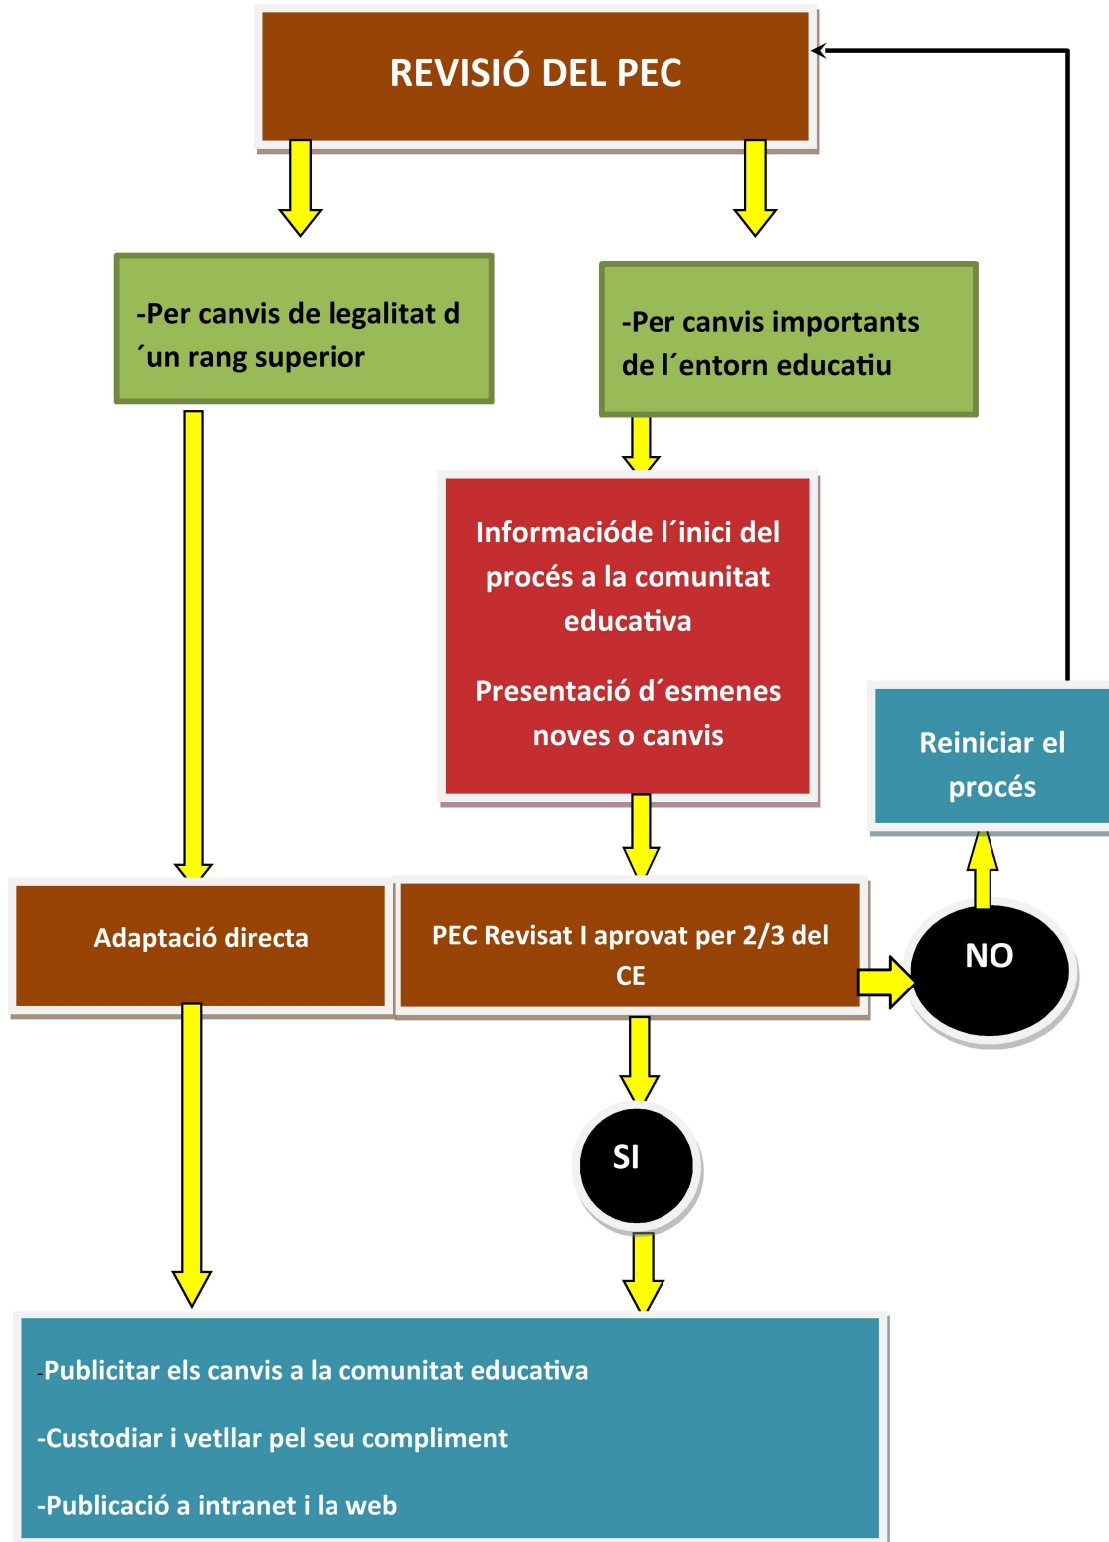 REVISIÓ DEL PEC
-Per canvis de legalitat d
´un rang superior
-Per canvis importants
de l´entorn educatiu
Informacióde l´inici del
procés a la comunitat
educativa
Presentació d´esmenes
noves o canvis
Reiniciar el
procés
Adaptació directa
PEC Revisat I aprovat per 2/3 del
CE
NO
SI
-Publicitar els canvis a la comunitat educativa
-Custodiar i vetllar pel seu compliment
-Publicació a intranet i la web